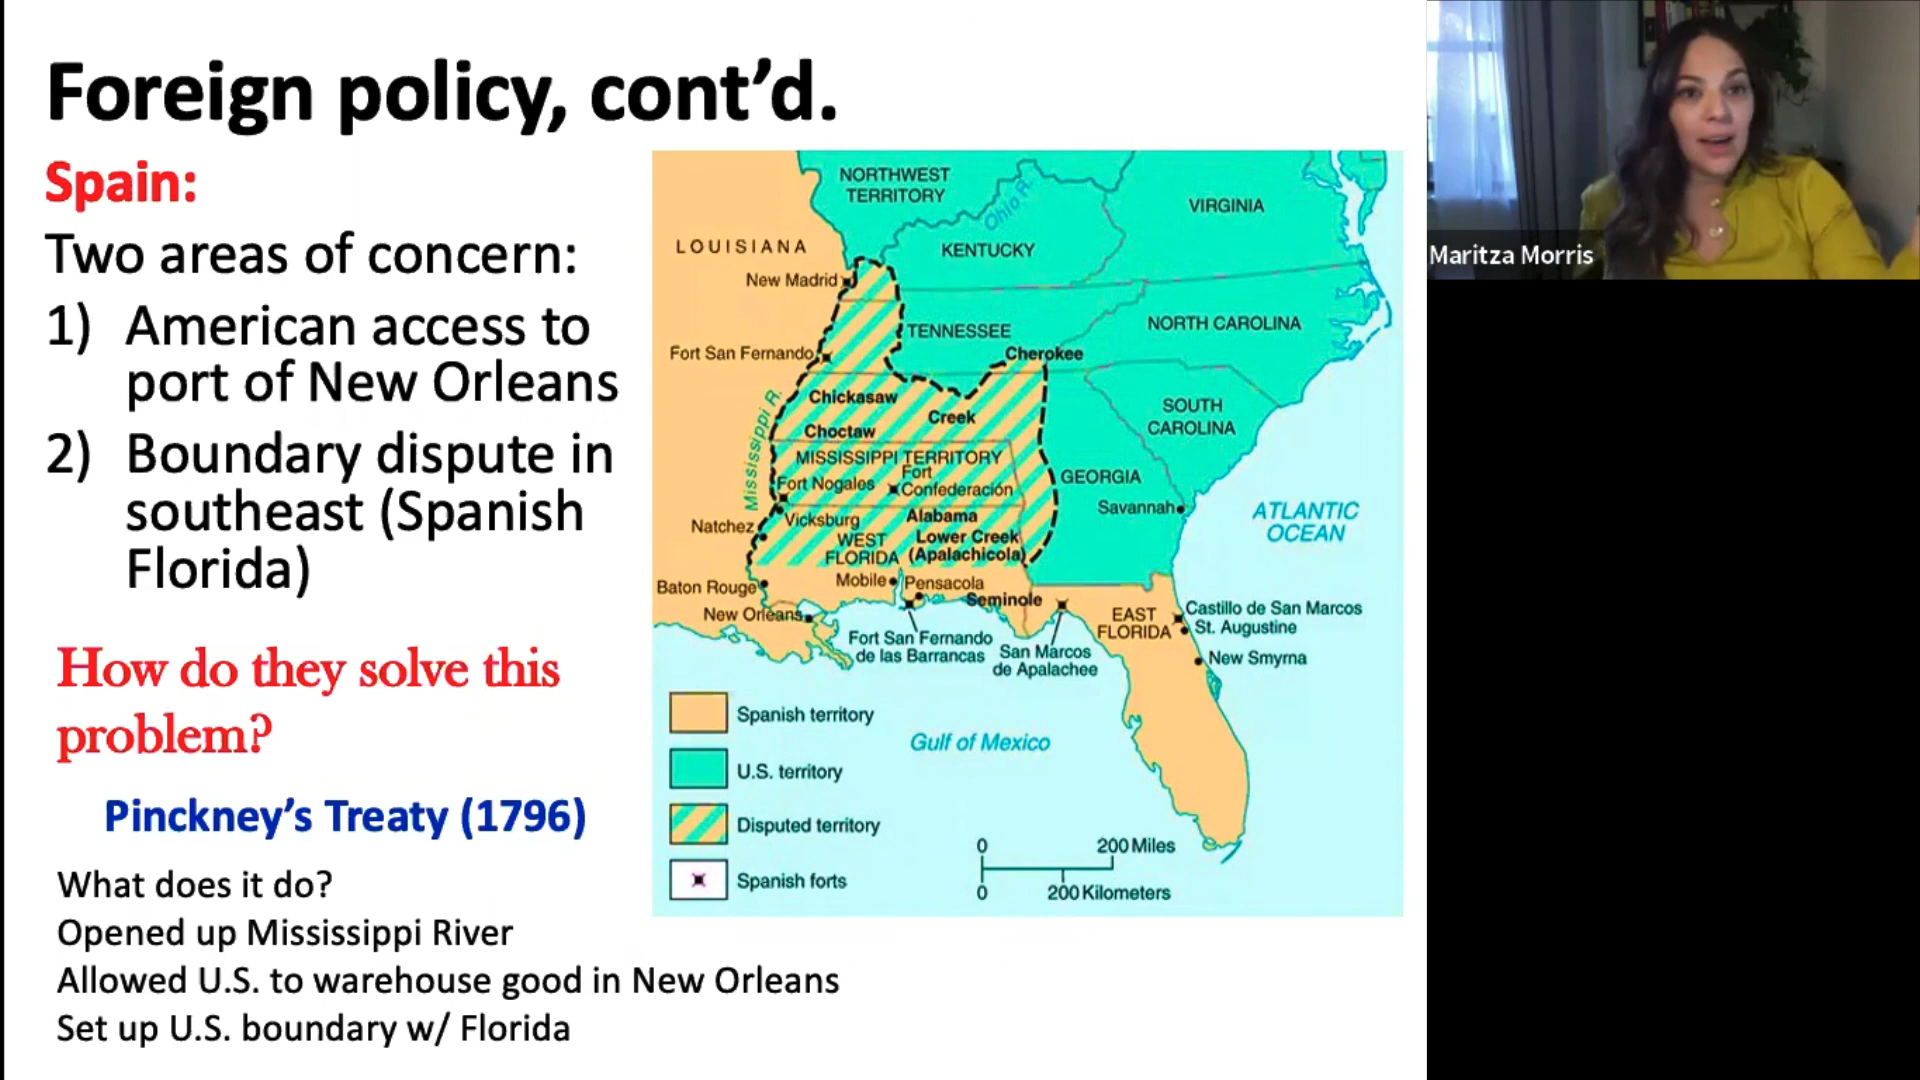 Foreign policy, cont'd.
Spain:
Two areas of concern:
1) American access to
port of New Orleans
2) Boundary dispute in
southeast (Spanish
Florida)
How do they solve this
problem?
Pinckney's Treaty (1796)
What does it do?
Opened up Mississippi River
Allowed U.S. to warehouse good in New Orleans
Set up U.S. boundary w/ Florida
NORTHWEST
TERRITORY
Ohio R.
VIRGINIA
LOUISIANA
KENTUCKY
New Madrid
TENNESSEE
NORTH CAROLINA
Fort San Fernando
Cherokee
Mississippi R.
Chickasaw
Creek
SOUTH
CAROLINA
Choctaw
MISSISSIPPI TERRITORY
Fort Nogales
Fort
Confederación
GEORGIA
Savannah
ATLANTIC
OCEAN
Natchez
Vicksburg
Alabama
WEST
FLORIDA
Lower Creek
(Apalachicola)
Baton Rouge
Mobile
Pensacola
Seminole
New Orleans
EAST
FLORIDA
Castillo de San Marcos
St. Augustine
Fort San Fernando
de las Barrancas
San Marcos
de Apalachee
New Smyrna
Gulf of Mexico
Spanish territory
U.S. territory
Disputed territory
Spanish forts
0 200 Miles
0 200 Kilometers
Maritza Morris